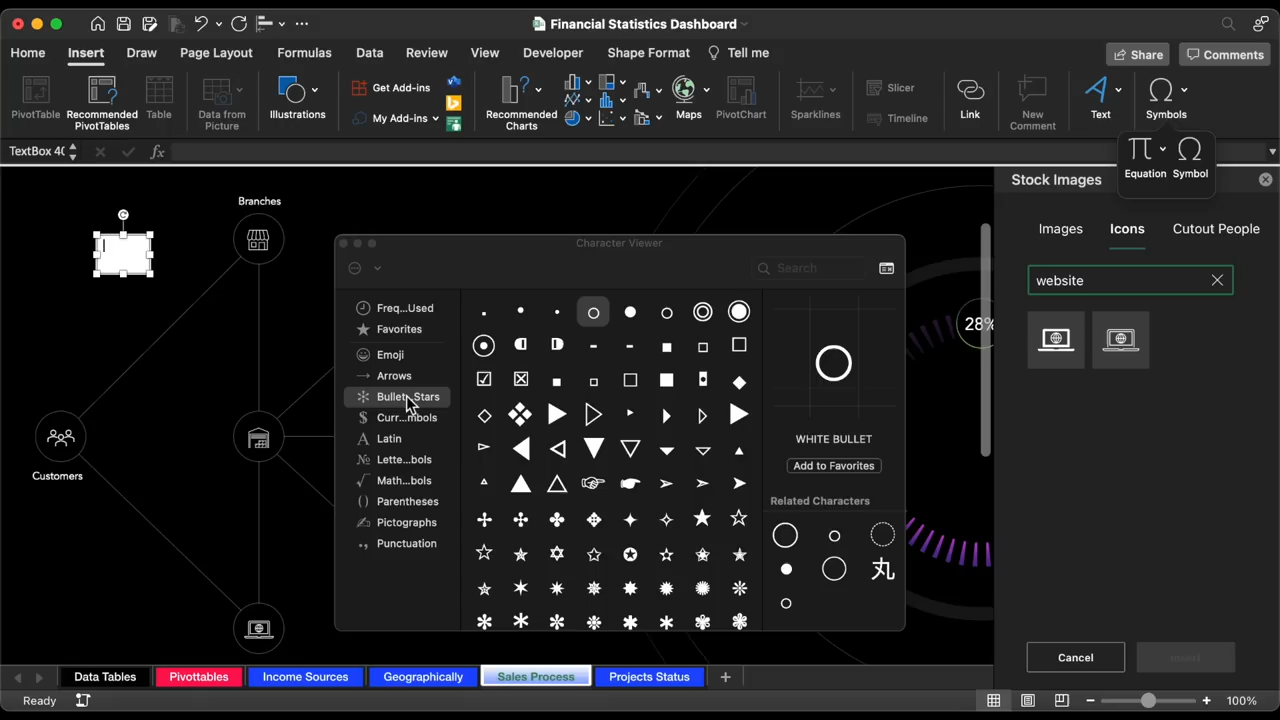 Financial Statistics Dashboard
Home Insert Draw Page Layout Formulas Data Review View Developer Shape Format Tell me
Share Comments
PivotTable
Recommended PivotTables
Table
Data from Picture
Illustrations
Get Add-ins
My Add-ins
Recommended Charts
Maps
PivotChart
Sparklines
Slicer
Timeline
Link
New Comment
Text
Symbols
TextBox 4( fx
Equation Symbol
Stock Images
Images Icons Cutout People
website
Cancel
Insert
Branches
Customers
28%
Character Viewer
Search
Freq...Used
Favorites
Emoji
Arrows
Bullet Stars
Curr...mbols
Latin
Lette...bols
Math...bols
Parentheses
Pictographs
Punctuation
WHITE BULLET
Add to Favorites
Related Characters
丸
Data Tables Pivottables Income Sources Geographically Sales Process Projects Status
Ready
100%